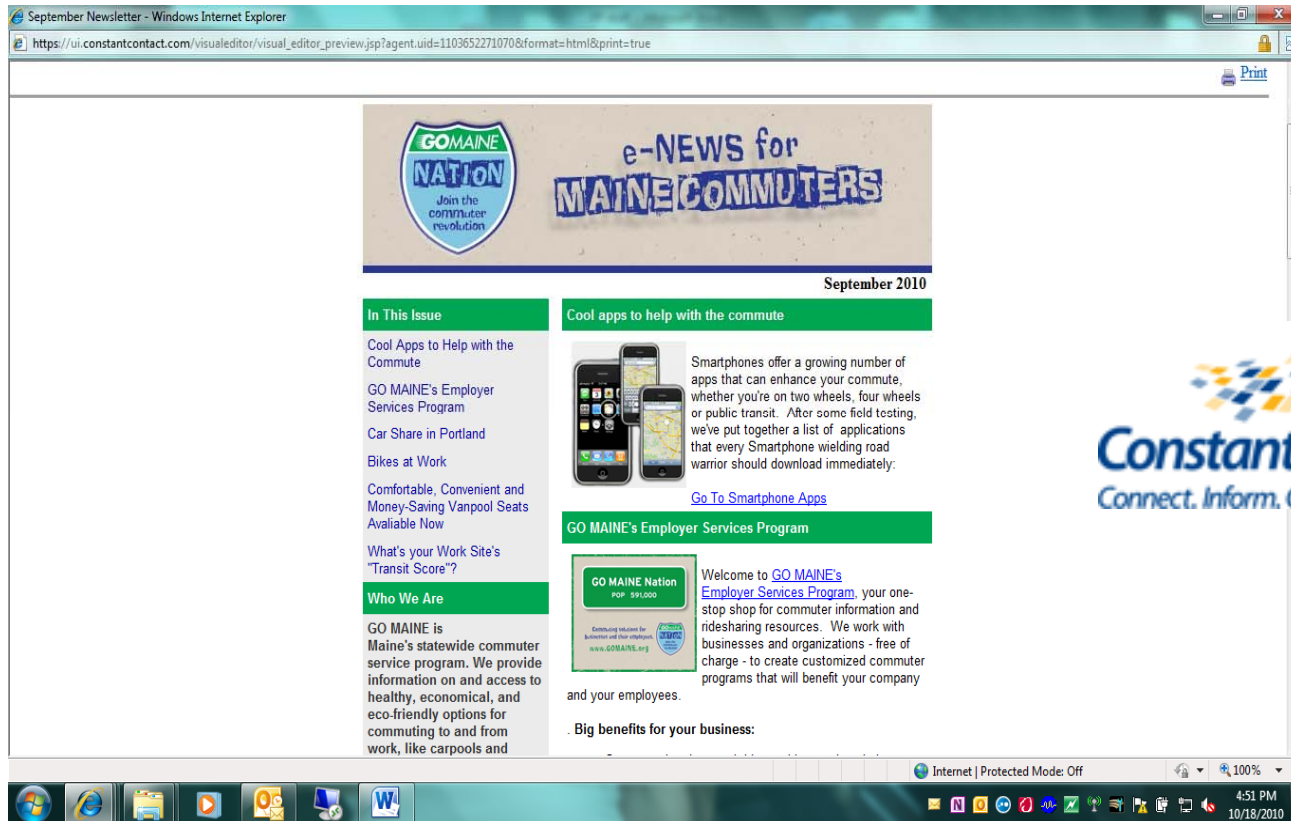 September Newsletter - Windows Internet Explorer
https://ui.constantcontact.com/visualeditor/visual_editor_preview.jsp?agent.uid=1103652271070&format=html&print=true
Print
GOMAINE
NATION
Join the
commuter
revolution
e-NEWS for
MAINE COMMUTERS
September 2010
In This Issue
Cool Apps to Help with the
Commute
GO MAINE's Employer
Services Program
Car Share in Portland
Bikes at Work
Comfortable, Convenient and
Money-Saving Vanpool Seats
Avaliable Now
What's your Work Site's
"Transit Score"?
Who We Are
GO MAINE is
Maine's statewide commuter
service program. We provide
information on and access to
healthy, economical, and
eco-friendly options for
commuting to and from
work, like carpools and
Cool apps to help with the commute
Smartphones offer a growing number of
apps that can enhance your commute,
whether you're on two wheels, four wheels
or public transit. After some field testing,
we've put together a list of applications
that every Smartphone wielding road
warrior should download immediately:
Go To Smartphone Apps
GO MAINE's Employer Services Program
GO MAINE Nation
POP 591,000
Commuting solutions for
businesses and their employees.
www.GOMAINE.org
Welcome to GO MAINE's
Employer Services Program, your one-
stop shop for commuter information and
ridesharing resources. We work with
businesses and organizations - free of
charge - to create customized commuter
programs that will benefit your company
and your employees.
. Big benefits for your business:
Constant
Connect. Inform.
Internet | Protected Mode: Off
100%
4:51 PM
10/18/2010